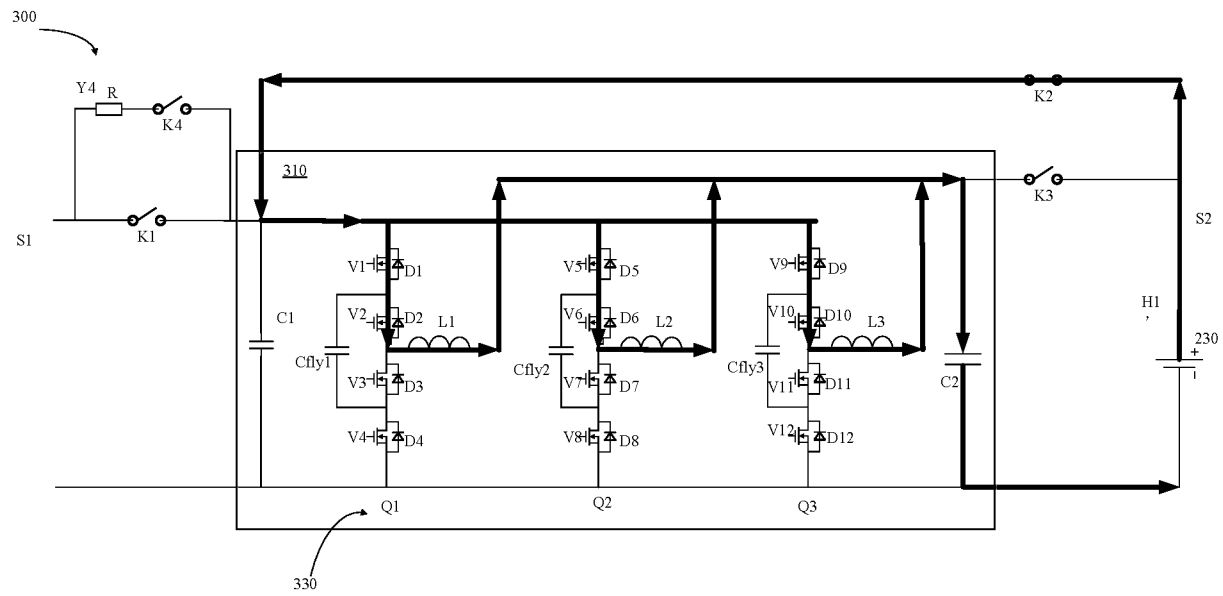 300
Y4
R
K4
K2
310
K3
S1
K1
S2
V1
D1
V5
D5
V9
D9
C1
V2
D2
L1
V6
D6
L2
V10
D10
L3
H1
,
230
+
Cfly1
Cfly2
Cfly3
C2
-
V3
D3
V7
D7
V11
D11
V4
D4
V8
D8
V12
D12
Q1
Q2
Q3
330